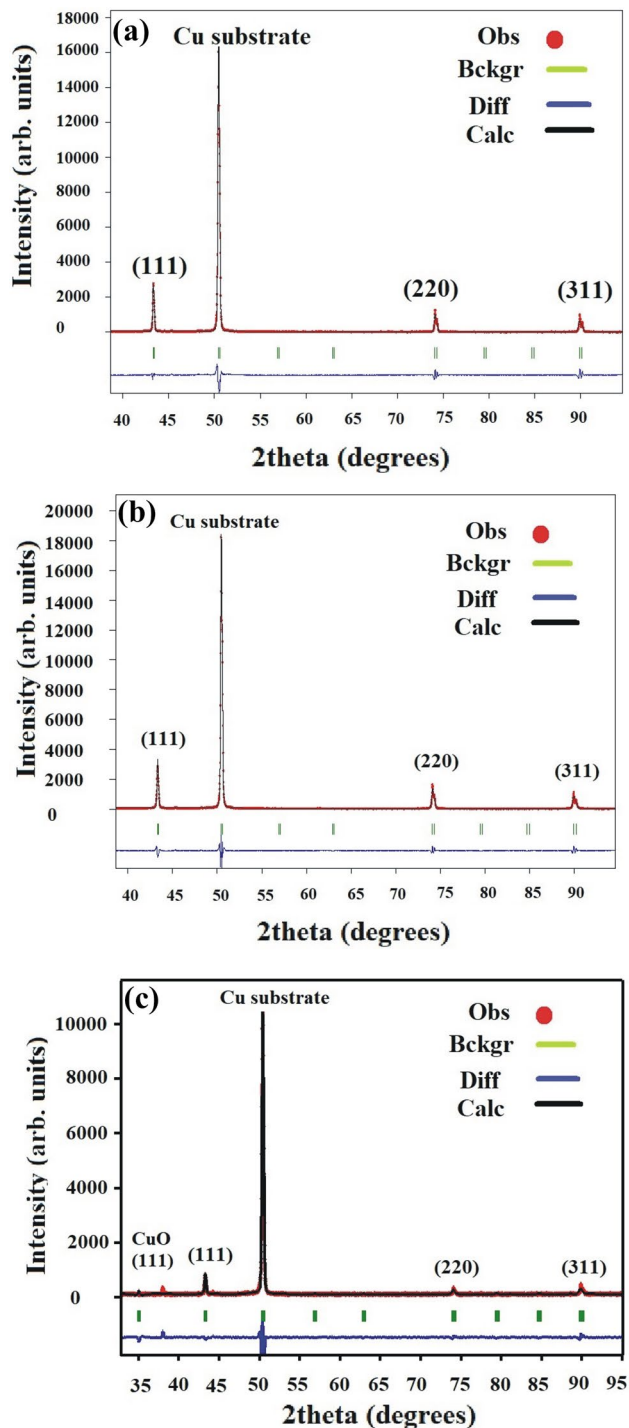 (a)
Cu substrate
Obs
Bckgr
Diff
Calc
Intensity (arb. units)
18000
16000
14000
12000
10000
8000
6000
4000
2000
0
(111)
(220)
(311)
40 45 50 55 60 65 70 75 80 85 90
2theta (degrees)
(b)
Cu substrate
Obs
Bckgr
Diff
Calc
Intensity (arb. units)
20000
18000
16000
14000
12000
10000
8000
6000
4000
2000
0
(111)
(220)
(311)
40 45 50 55 60 65 70 75 80 85 90
2theta (degrees)
(c)
Cu substrate
Obs
Bckgr
Diff
Calc
Intensity (arb. units)
10000
8000
6000
4000
2000
0
CuO
(111)
(111)
(220)
(311)
35 40 45 50 55 60 65 70 75 80 85 90 95
2theta (degrees)